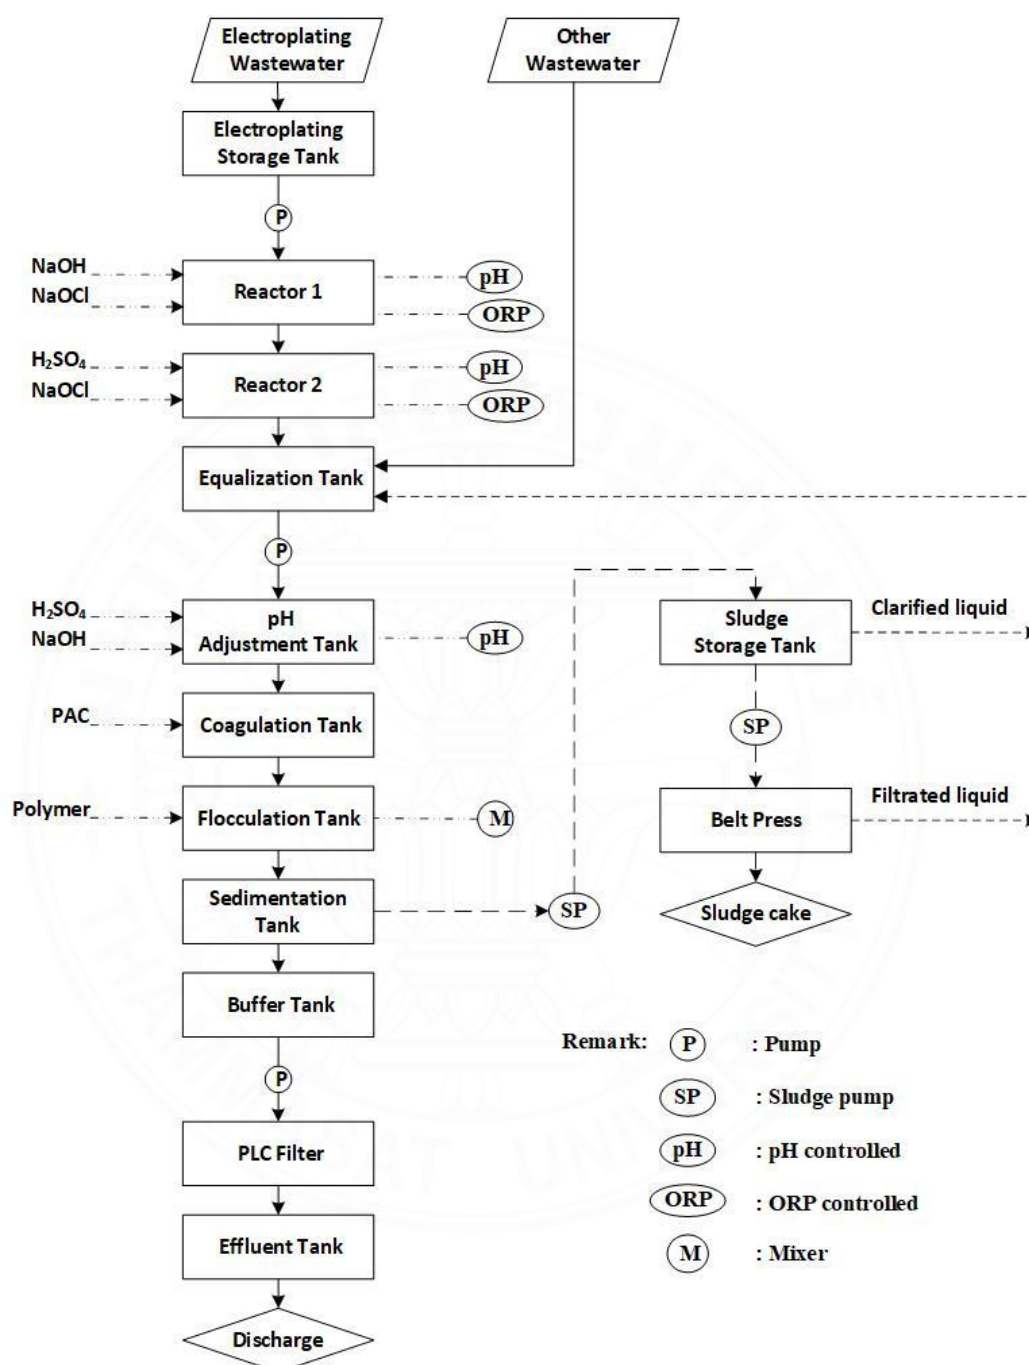 Electroplating
Wastewater
Other
Wastewater
Electroplating
Storage Tank
P
NaOH
NaOCl
Reactor 1
pH
ORP
H₂SO₄
NaOCl
Reactor 2
pH
ORP
Equalization Tank
P
H₂SO₄
NaOH
pH
Adjustment Tank
pH
Sludge
Storage Tank
Clarified liquid
PAC
Coagulation Tank
SP
Polymer
Flocculation Tank
M
Belt Press
Filtrated liquid
Sedimentation
Tank
SP
Sludge cake
Buffer Tank
P
PLC Filter
Effluent Tank
Discharge
Remark:
P : Pump
SP : Sludge pump
pH : pH controlled
ORP : ORP controlled
M : Mixer
THAMMASAT UNIVERSITY